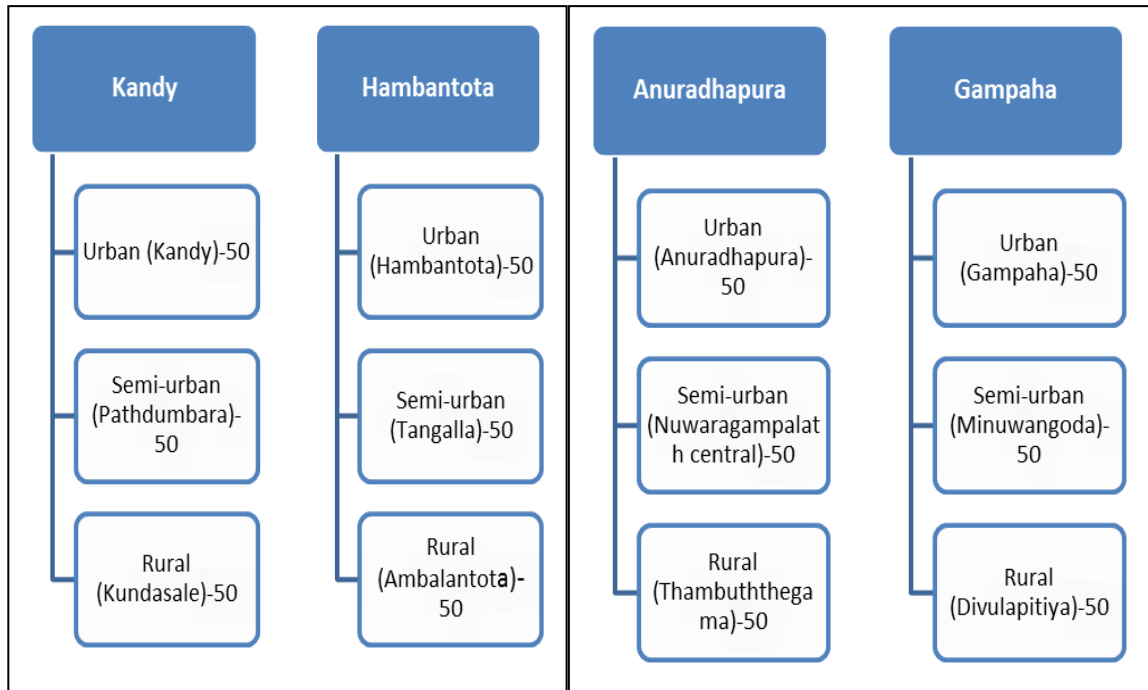 Kandy
Urban (Kandy)-50
Semi-urban
(Pathdumbara)-
50
Rural
(Kundasale)-50
Hambantota
Urban
(Hambantota)-50
Semi-urban
(Tangalla)-50
Rural
(Ambalantota)-
50
Anuradhapura
Urban
(Anuradhapura)-
50
Semi-urban
(Nuwaragampalat
h central)-50
Rural
(Thambuththega
ma)-50
Gampaha
Urban
(Gampaha)-50
Semi-urban
(Minuwangoda)-
50
Rural
(Divulapitiya)-50